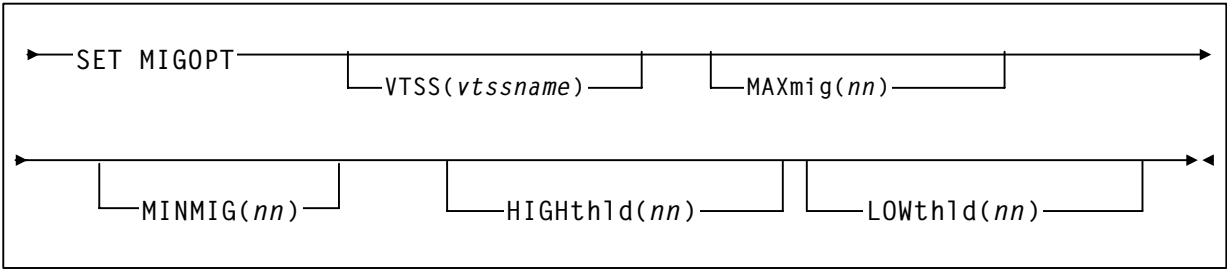 SET MIGOPT
VTSS(vtssname) MAXmig(nn)
MINMIG(nn) HIGHthld(nn) LOWthld(nn)